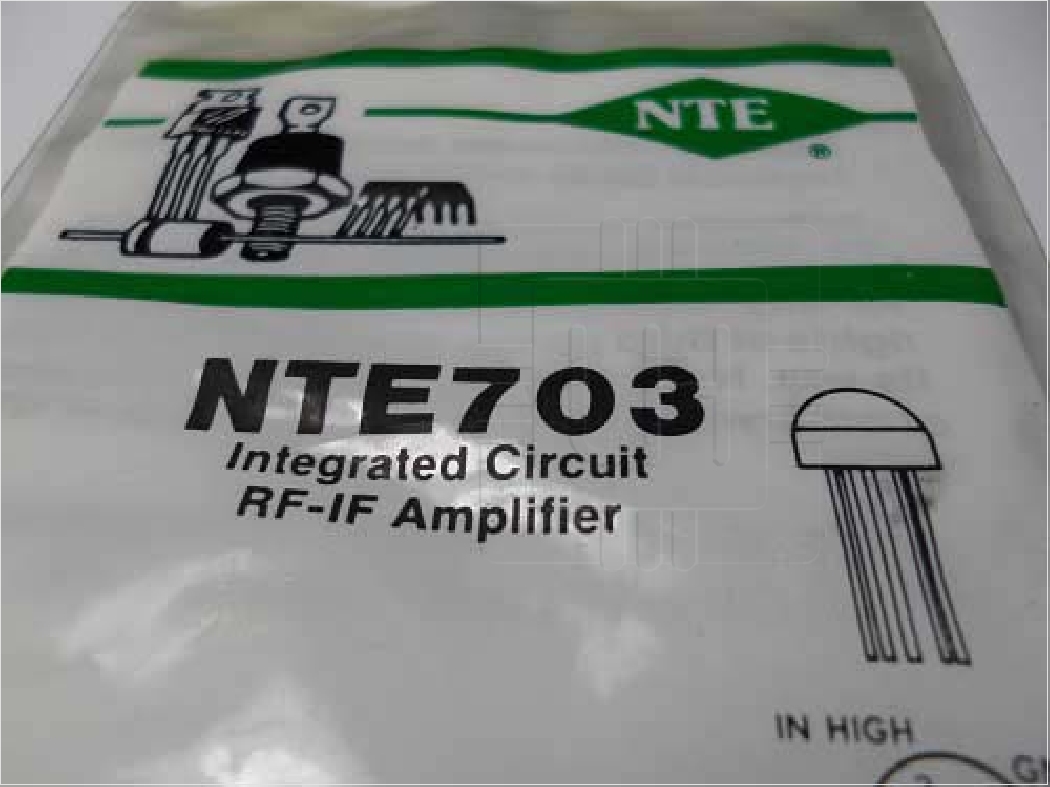 NTE
®
NTE703
Integrated Circuit
RF-IF Amplifier
IN HIGH